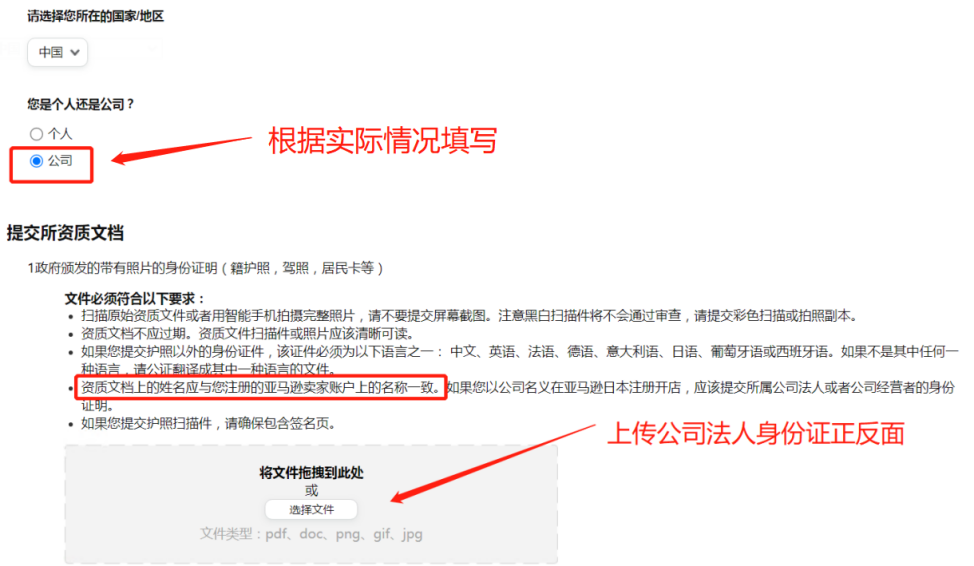 请选择您所在的国家/地区
中国
您是个人还是公司？
个人
公司
根据实际情况填写
提交所资质文档
1政府颁发的带有照片的身份证明（籍护照，驾照，居民卡等）
文件必须符合以下要求：
• 扫描原始资质文件或者用智能手机拍摄完整照片，请不要提交屏幕截图。注意黑白扫描件将不会通过审查，请提交彩色扫描或拍照副本。
• 资质文档不应过期。资质文件扫描件或照片应该清晰可读。
• 如果您提交护照以外的身份证件，该证件必须为以下语言之一： 中文、英语、法语、德语、意大利语、日语、葡萄牙语或西班牙语。如果不是其中任何一
种语言，请公证翻译成其中一种语言的文件。
• 资质文档上的姓名应与您注册的亚马逊卖家账户上的名称一致。如果您以公司名义在亚马逊日本注册开店，应该提交所属公司法人或者公司经营者的身份
证明。
• 如果您提交护照扫描件，请确保包含签名页。
上传公司法人身份证正反面
将文件拖拽到此处
或
选择文件
文件类型：pdf、doc、png、gif、jpg